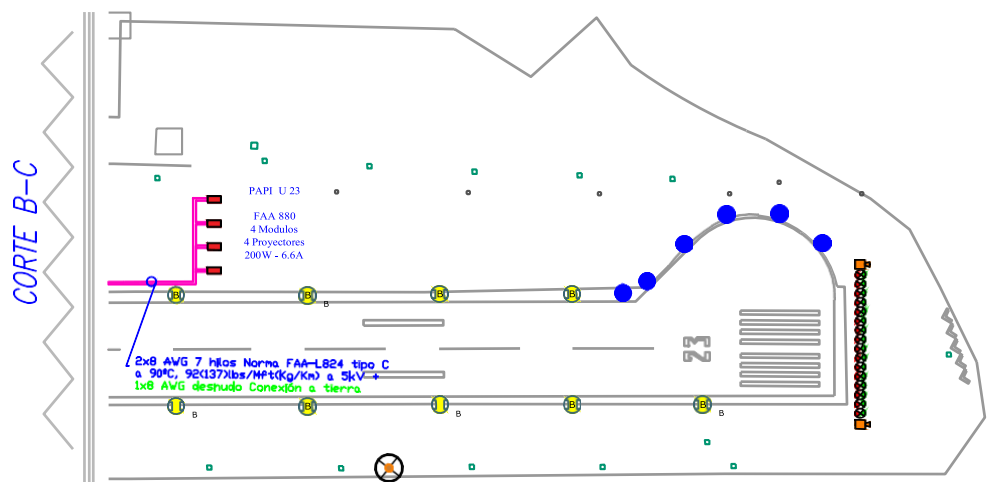 CORTE B-C
PAPI U 23
FAA 880
4 Modulos
4 Proyectores
200W - 6.6A
B
B
B
B
B
23
2x8 AWG 7 hilos Norma FAA-L824 tipo C
a 90ºC, 92(137)lbs/Mft(Kg/Km) a 5kV +
1x8 AWG desnudo Conexión a tierra
B
B
B
B
B
B